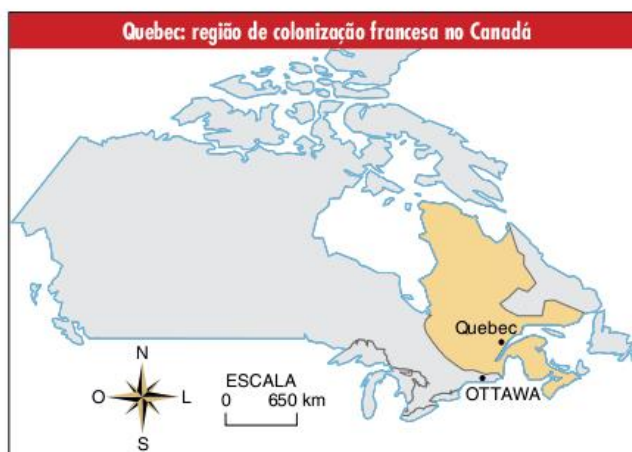 Quebec: região de colonização francesa no Canadá
Quebec
OTTAWA
N
O
L
S
ESCALA
0 650 km